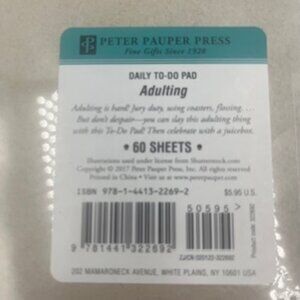 PETER PAUPER PRESS
Fine Gifts Since 1928
DAILY TO-DO PAD
Adulting
Adulting is hard! Jury duty, using coasters, flossing. . . .
But don't despair—you can slay this adulting thing
with this To-Do Pad! Then celebrate with a juicebox.
• 60 SHEETS •
Illustrations used under license from Shutterstock.com
Copyright © 2017 Peter Pauper Press, Inc. All rights reserved
Printed in China • Visit us at www.peterpauper.com
ISBN 978-1-4413-2269-2
$5.95 U.S.
50595>
9 781441 322692
Product code: 322692
202 MAMARONECK AVENUE, WHITE PLAINS, NY 10601 USA